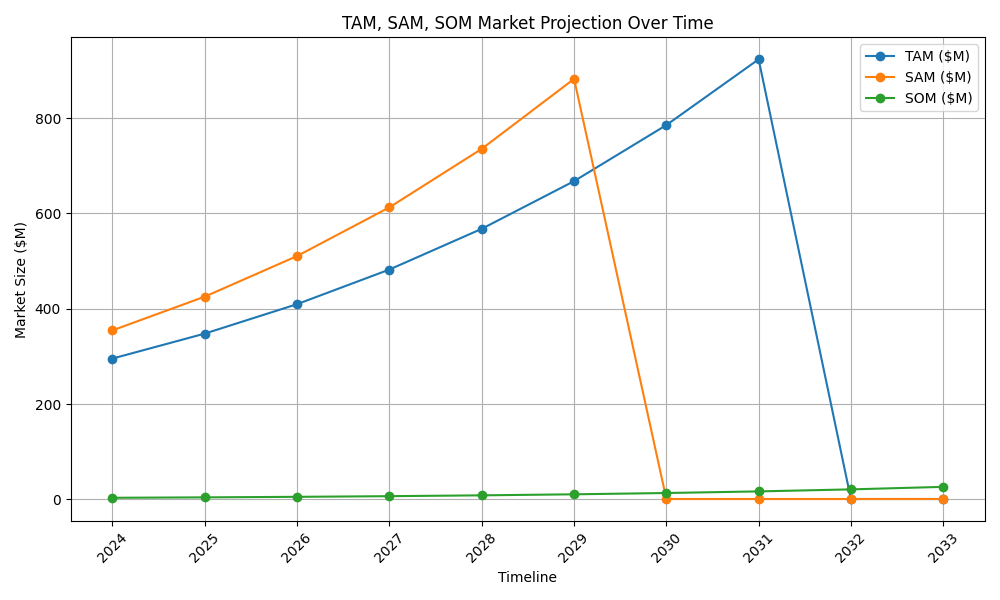 TAM, SAM, SOM Market Projection Over Time
TAM ($M)
SAM ($M)
SOM ($M)
Market Size ($M)
800
600
400
200
0
2024
2025
2026
2027
2028
2029
2030
2031
2032
2033
Timeline